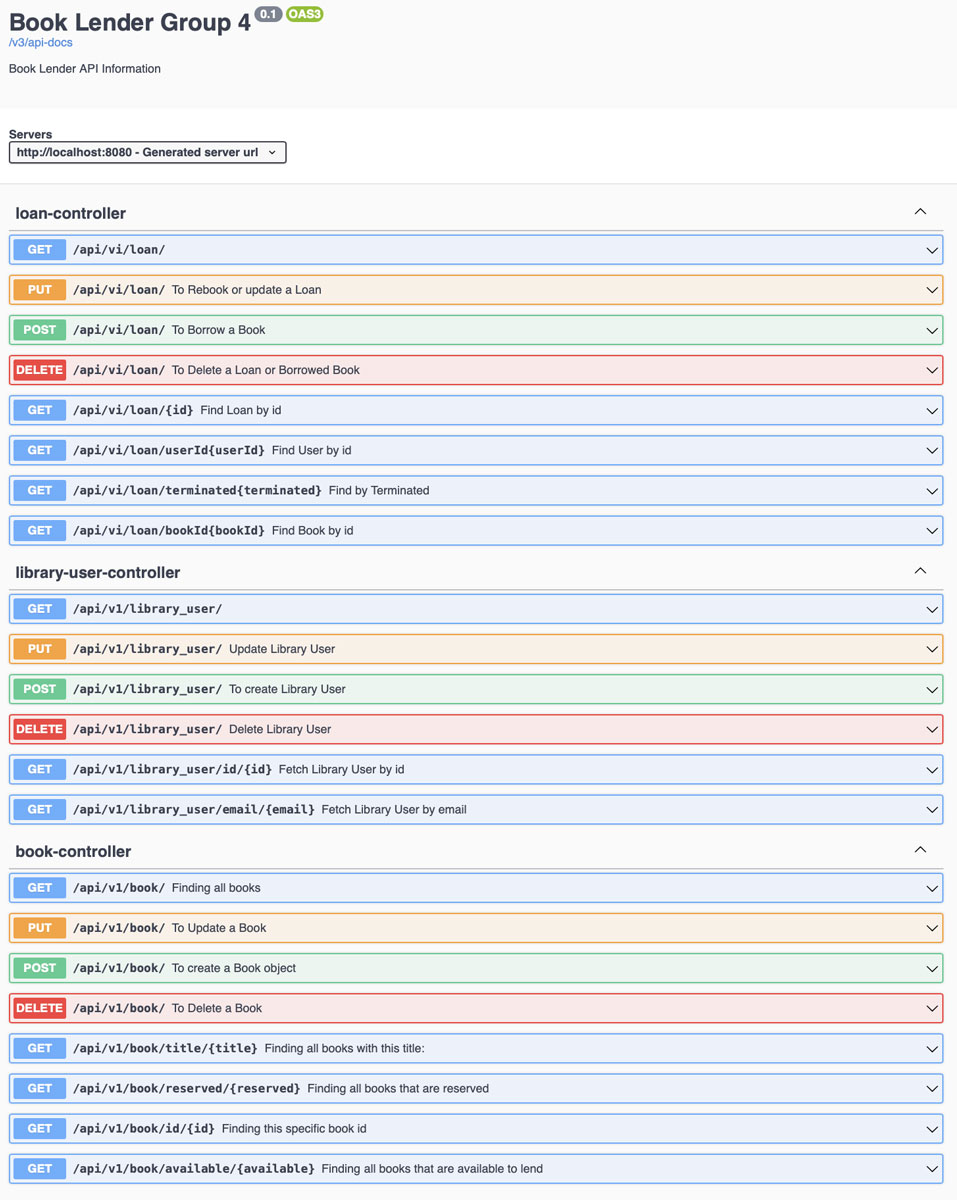 Book Lender Group 4 0.1 OAS3
/v3/api-docs
Book Lender API Information
Servers
http://localhost:8080 - Generated server url
loan-controller
GET /api/vi/loan/
PUT /api/vi/loan/ To Rebook or update a Loan
POST /api/vi/loan/ To Borrow a Book
DELETE /api/vi/loan/ To Delete a Loan or Borrowed Book
GET /api/vi/loan/{id} Find Loan by id
GET /api/vi/loan/userId{userId} Find User by id
GET /api/vi/loan/terminated{terminated} Find by Terminated
GET /api/vi/loan/bookId{bookId} Find Book by id
library-user-controller
GET /api/v1/library_user/
PUT /api/v1/library_user/ Update Library User
POST /api/v1/library_user/ To create Library User
DELETE /api/v1/library_user/ Delete Library User
GET /api/v1/library_user/id/{id} Fetch Library User by id
GET /api/v1/library_user/email/{email} Fetch Library User by email
book-controller
GET /api/v1/book/ Finding all books
PUT /api/v1/book/ To Update a Book
POST /api/v1/book/ To create a Book object
DELETE /api/v1/book/ To Delete a Book
GET /api/v1/book/title/{title} Finding all books with this title:
GET /api/v1/book/reserved/{reserved} Finding all books that are reserved
GET /api/v1/book/id/{id} Finding this specific book id
GET /api/v1/book/available/{available} Finding all books that are available to lend